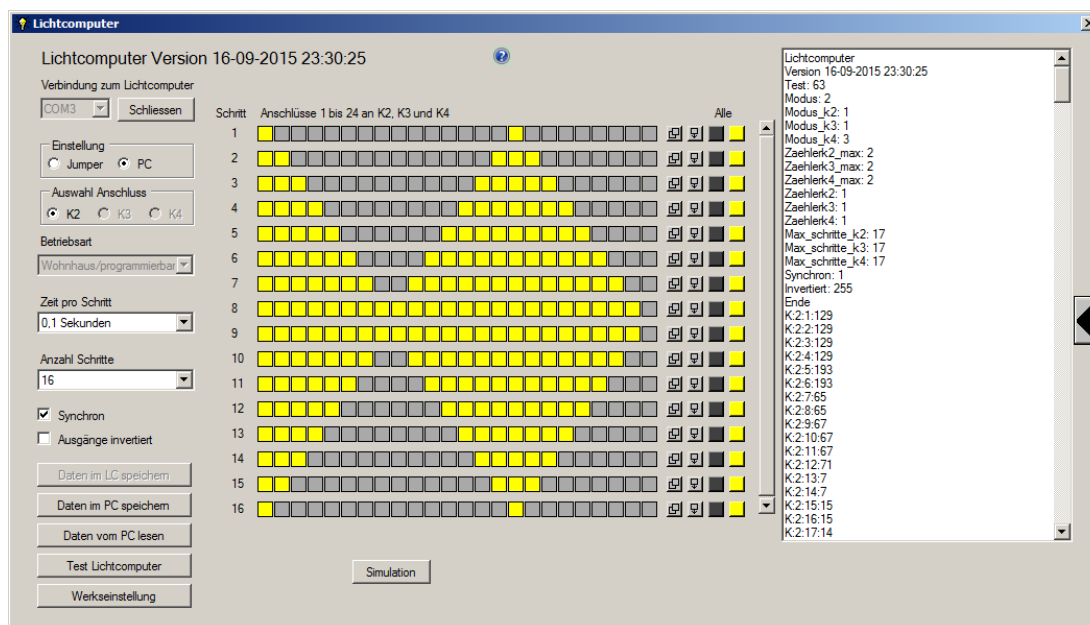 Lichtcomputer
Lichtcomputer Version 16-09-2015 23:30:25
Verbindung zum Lichtcomputer
COM3
Schliessen
Einstellung
Jumper PC
Auswahl Anschluss
K2 K3 K4
Betriebsart
Wohnhaus/programmierbar
Zeit pro Schritt
0,1 Sekunden
Anzahl Schritte
16
Synchron
Ausgänge invertiert
Daten im LC speichern
Daten im PC speichern
Daten vom PC lesen
Test Lichtcomputer
Werkseinstellung
Schritt Anschlüsse 1 bis 24 an K2, K3 und K4 Alle
1
2
3
4
5
6
7
8
9
10
11
12
13
14
15
16
Simulation
Lichtcomputer
Version 16-09-2015 23:30:25
Test: 63
Modus: 2
Modus_k2: 1
Modus_k3: 1
Modus_k4: 3
Zaehlerk2_max: 2
Zaehlerk3_max: 2
Zaehlerk4_max: 2
Zaehlerk2: 1
Zaehlerk3: 1
Zaehlerk4: 1
Max_schritte_k2: 17
Max_schritte_k3: 17
Max_schritte_k4: 17
Synchron: 1
Invertiert: 255
Ende
K:2:1:129
K:2:2:129
K:2:3:129
K:2:4:129
K:2:5:193
K:2:6:193
K:2:7:65
K:2:8:65
K:2:9:67
K:2:10:67
K:2:11:67
K:2:12:71
K:2:13:7
K:2:14:7
K:2:15:15
K:2:16:15
K:2:17:14